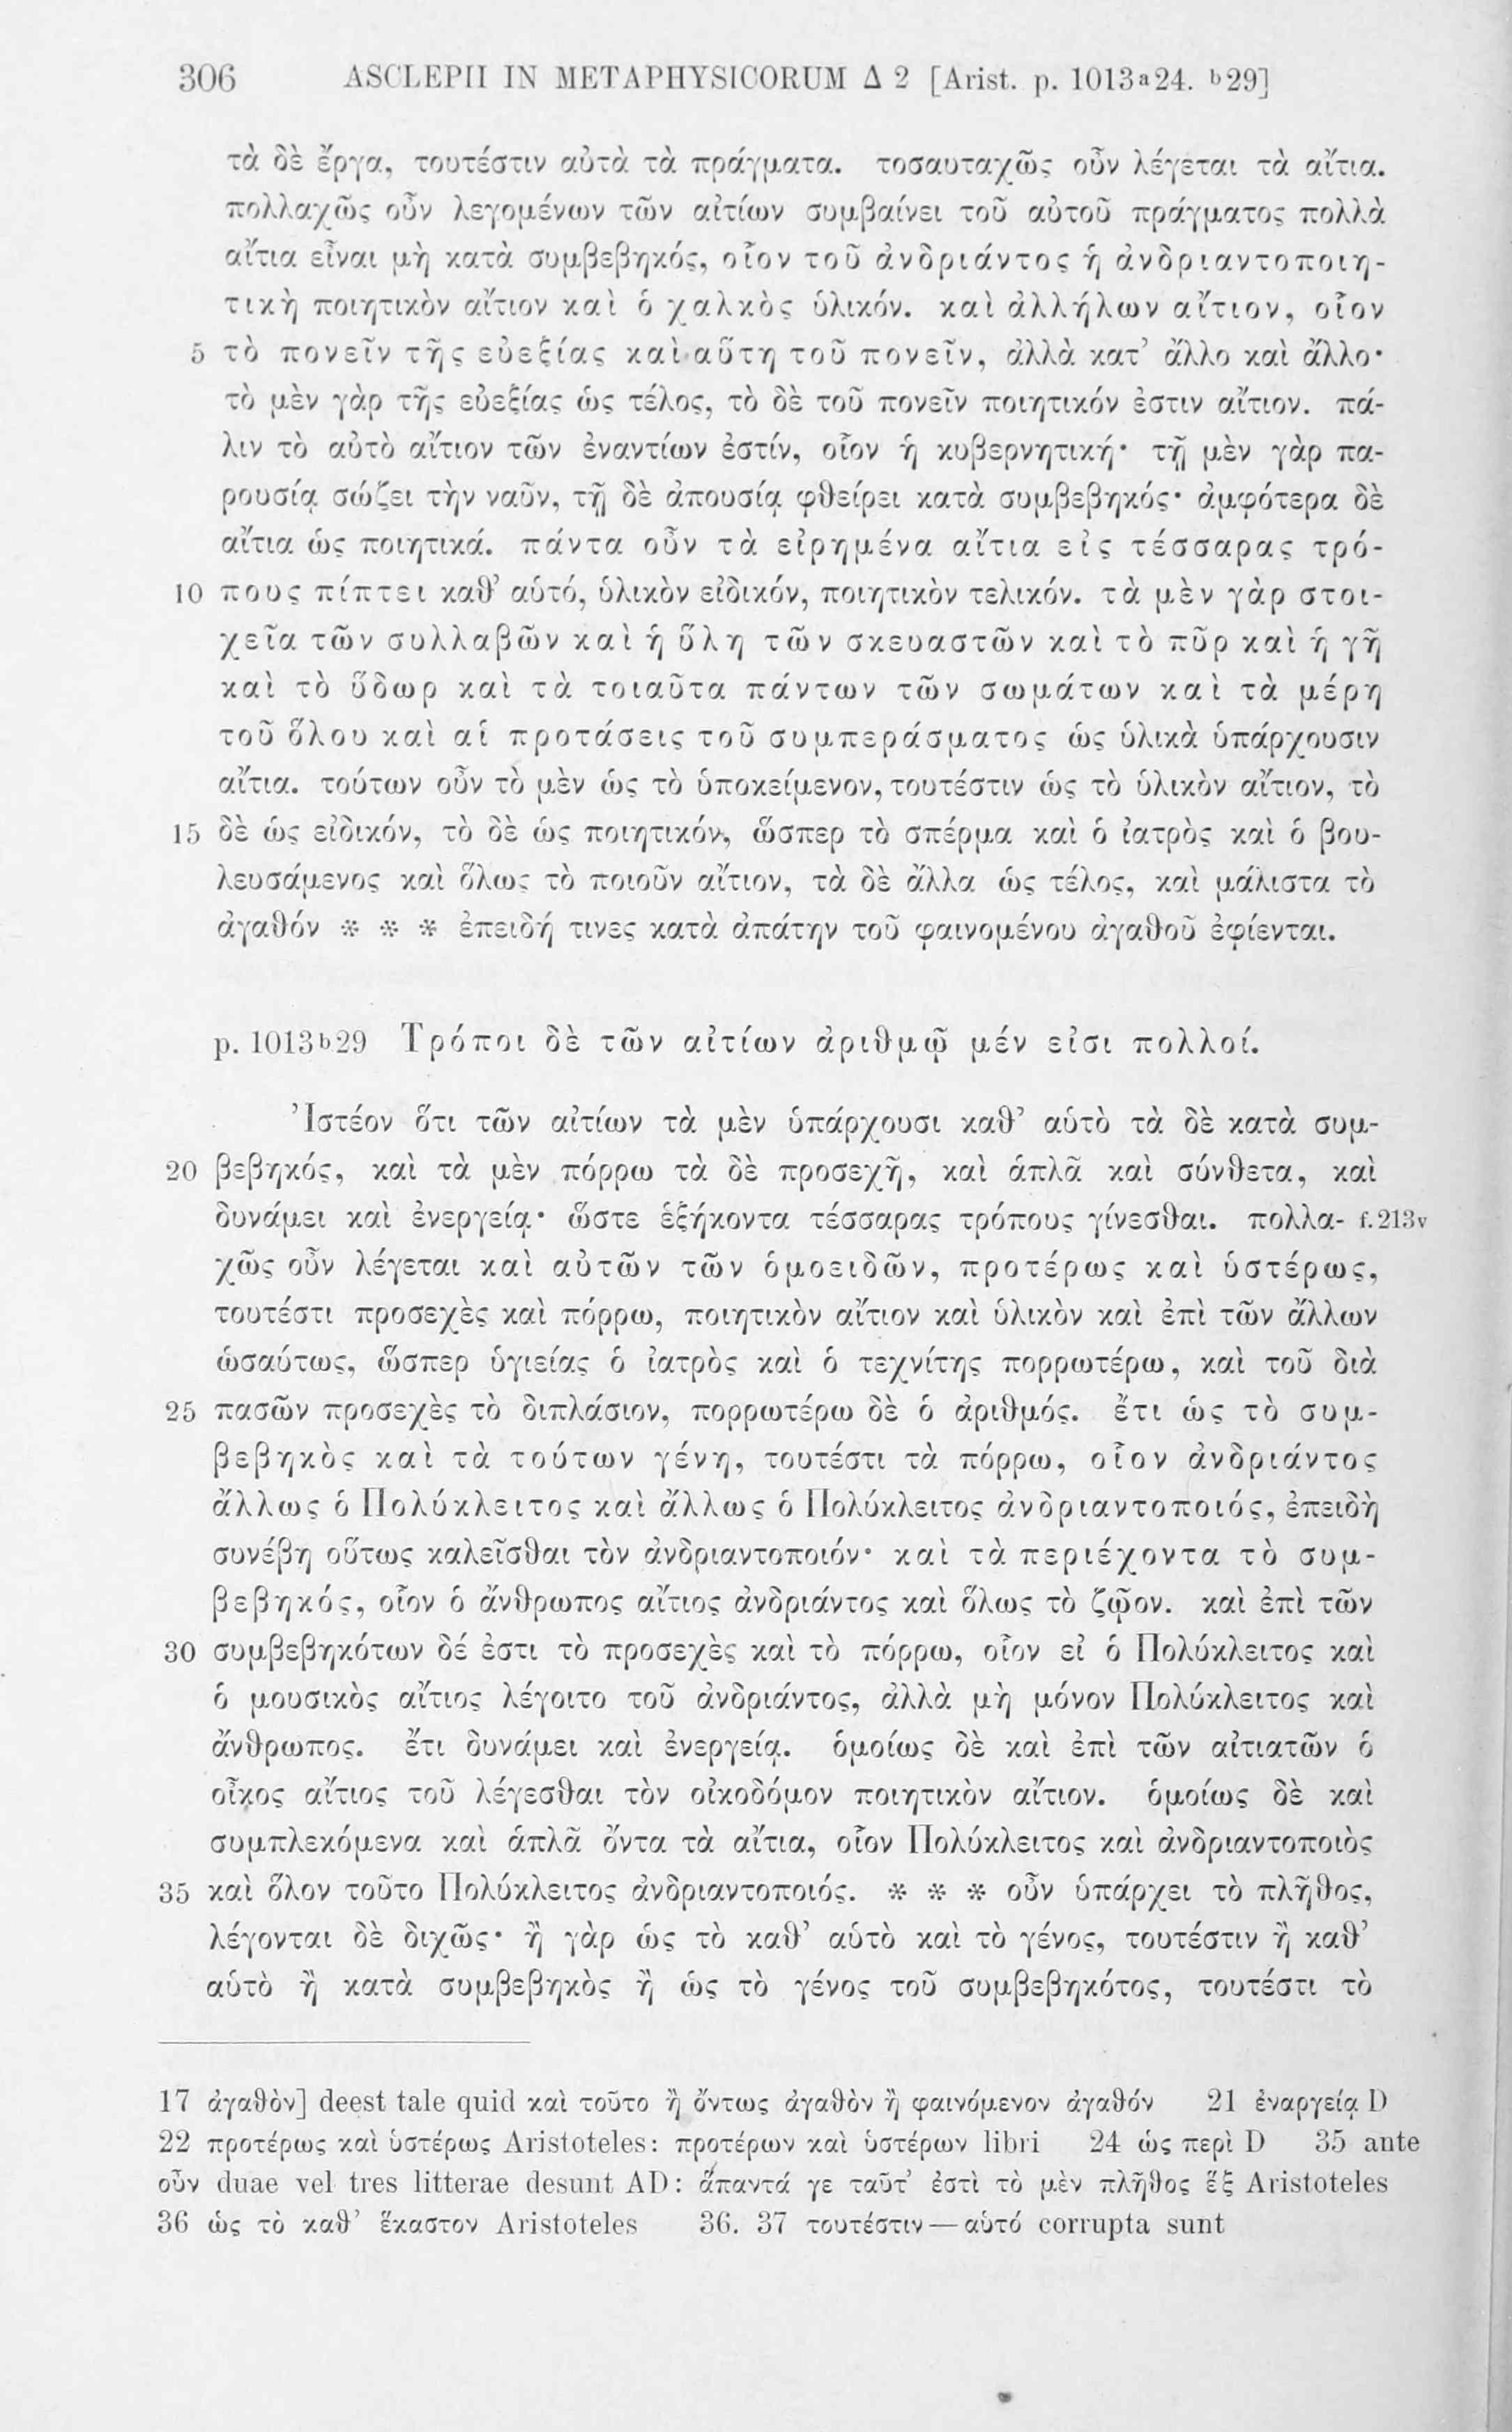 306 ASCLEPII IN METAPHYSICORUM Δ 2 [Arist. p. 1013ᵃ24. ᵇ29]
τὰ δὲ ἔργα, τουτέστιν αὐτὰ τὰ πράγματα. τοσαυταχῶς οὖν λέγεται τὰ αἴτια.
πολλαχῶς οὖν λεγομένων τῶν αἰτίων συμβαίνει τοῦ αὐτοῦ πράγματος πολλὰ
αἴτια εἶναι μὴ κατὰ συμβεβηκός, οἷον τοῦ ἀνδριάντος ἡ ἀνδριαντοποιη-
τικὴ ποιητικὸν αἴτιον καὶ ὁ χαλκὸς ὑλικόν. καὶ ἀλλήλων αἴτιον, οἷον
5 τὸ πονεῖν τῆς εὐεξίας καὶ αὕτη τοῦ πονεῖν, ἀλλὰ κατ' ἄλλο καὶ ἄλλο·
τὸ μὲν γὰρ τῆς εὐεξίας ὡς τέλος, τὸ δὲ τοῦ πονεῖν ποιητικόν ἐστιν αἴτιον. πά-
λιν τὸ αὐτὸ αἴτιον τῶν ἐναντίων ἐστίν, οἷον ἡ κυβερνητική· τῇ μὲν γὰρ πα-
ρουσίᾳ σώζει τὴν ναῦν, τῇ δὲ ἀπουσίᾳ φθείρει κατὰ συμβεβηκός· ἀμφότερα δὲ
αἴτια ὡς ποιητικά. πάντα οὖν τὰ εἰρημένα αἴτια εἰς τέσσαρας τρό-
10 πους πίπτει καθ' αὑτό, ὑλικὸν εἰδικόν, ποιητικὸν τελικόν. τὰ μὲν γὰρ στοι-
χεῖα τῶν συλλαβῶν καὶ ἡ ὕλη τῶν σκευαστῶν καὶ τὸ πῦρ καὶ ἡ γῆ
καὶ τὸ ὕδωρ καὶ τὰ τοιαῦτα πάντων τῶν σωμάτων καὶ τὰ μέρη
τοῦ ὅλου καὶ αἱ προτάσεις τοῦ συμπεράσματος ὡς ὑλικὰ ὑπάρχουσιν
αἴτια. τούτων οὖν τὸ μὲν ὡς τὸ ὑποκείμενον, τουτέστιν ὡς τὸ ὑλικὸν αἴτιον, τὸ
15 δὲ ὡς εἰδικόν, τὸ δὲ ὡς ποιητικόν, ὥσπερ τὸ σπέρμα καὶ ὁ ἰατρὸς καὶ ὁ βου-
λευσάμενος καὶ ὅλως τὸ ποιοῦν αἴτιον, τὰ δὲ ἄλλα ὡς τέλος, καὶ μάλιστα τὸ
ἀγαθόν * * * ἐπειδή τινες κατὰ ἀπάτην τοῦ φαινομένου ἀγαθοῦ ἐφίενται.
p. 1013ᵇ29 Τρόποι δὲ τῶν αἰτίων ἀριθμῷ μέν εἰσι πολλοί.
Ἰστέον ὅτι τῶν αἰτίων τὰ μὲν ὑπάρχουσι καθ' αὑτὸ τὰ δὲ κατὰ συμ-
20 βεβηκός, καὶ τὰ μὲν πόρρω τὰ δὲ προσεχῆ, καὶ ἁπλᾶ καὶ σύνθετα, καὶ
δυνάμει καὶ ἐνεργείᾳ· ὥστε ἑξήκοντα τέσσαρας τρόπους γίνεσθαι. πολλα- f. 213v
χῶς οὖν λέγεται καὶ αὐτῶν τῶν ὁμοειδῶν, προτέρως καὶ ὑστέρως,
τουτέστι προσεχὲς καὶ πόρρω, ποιητικὸν αἴτιον καὶ ὑλικὸν καὶ ἐπὶ τῶν ἄλλων
ὡσαύτως, ὥσπερ ὑγιείας ὁ ἰατρὸς καὶ ὁ τεχνίτης πορρωτέρω, καὶ τοῦ διὰ
25 πασῶν προσεχὲς τὸ διπλάσιον, πορρωτέρω δὲ ὁ ἀριθμός. ἔτι ὡς τὸ συμ-
βεβηκὸς καὶ τὰ τούτων γένη, τουτέστι τὰ πόρρω, οἷον ἀνδριάντος
ἄλλως ὁ Πολύκλειτος καὶ ἄλλως ὁ Πολύκλειτος ἀνδριαντοποιός, ἐπειδὴ
συνέβη οὕτως καλεῖσθαι τὸν ἀνδριαντοποιόν· καὶ τὰ περιέχοντα τὸ συμ-
βεβηκός, οἷον ὁ ἄνθρωπος αἴτιος ἀνδριάντος καὶ ὅλως τὸ ζῷον. καὶ ἐπὶ τῶν
30 συμβεβηκότων δέ ἐστι τὸ προσεχὲς καὶ τὸ πόρρω, οἷον εἰ ὁ Πολύκλειτος καὶ
ὁ μουσικὸς αἴτιος λέγοιτο τοῦ ἀνδριάντος, ἀλλὰ μὴ μόνον Πολύκλειτος καὶ
ἄνθρωπος. ἔτι δυνάμει καὶ ἐνεργείᾳ. ὁμοίως δὲ καὶ ἐπὶ τῶν αἰτιατῶν ὁ
οἶκος αἴτιος τοῦ λέγεσθαι τὸν οἰκοδόμον ποιητικὸν αἴτιον. ὁμοίως δὲ καὶ
συμπλεκόμενα καὶ ἁπλᾶ ὄντα τὰ αἴτια, οἷον Πολύκλειτος καὶ ἀνδριαντοποιὸς
35 καὶ ὅλον τοῦτο Πολύκλειτος ἀνδριαντοποιός. * * * οὖν ὑπάρχει τὸ πλῆθος,
λέγονται δὲ διχῶς· ἢ γὰρ ὡς τὸ καθ' αὑτὸ καὶ τὸ γένος, τουτέστιν ἢ καθ'
αὑτὸ ἢ κατὰ συμβεβηκὸς ἢ ὡς τὸ γένος τοῦ συμβεβηκότος, τουτέστι τὸ
17 ἀγαθὸν] deest tale quid καὶ τοῦτο ἢ ὄντως ἀγαθὸν ἢ φαινόμενον ἀγαθόν 21 ἐναργείᾳ D
22 προτέρως καὶ ὑστέρως Aristoteles: προτέρων καὶ ὑστέρων libri 24 ὡς περὶ D 35 ante
οὖν duae vel tres litterae desunt AD: ἅπαντά γε ταῦτ' ἐστὶ τὸ μὲν πλῆθος ἕξ Aristoteles
36 ὡς τὸ καθ' ἕκαστον Aristoteles 36. 37 τουτέστιν — αὑτό corrupta sunt